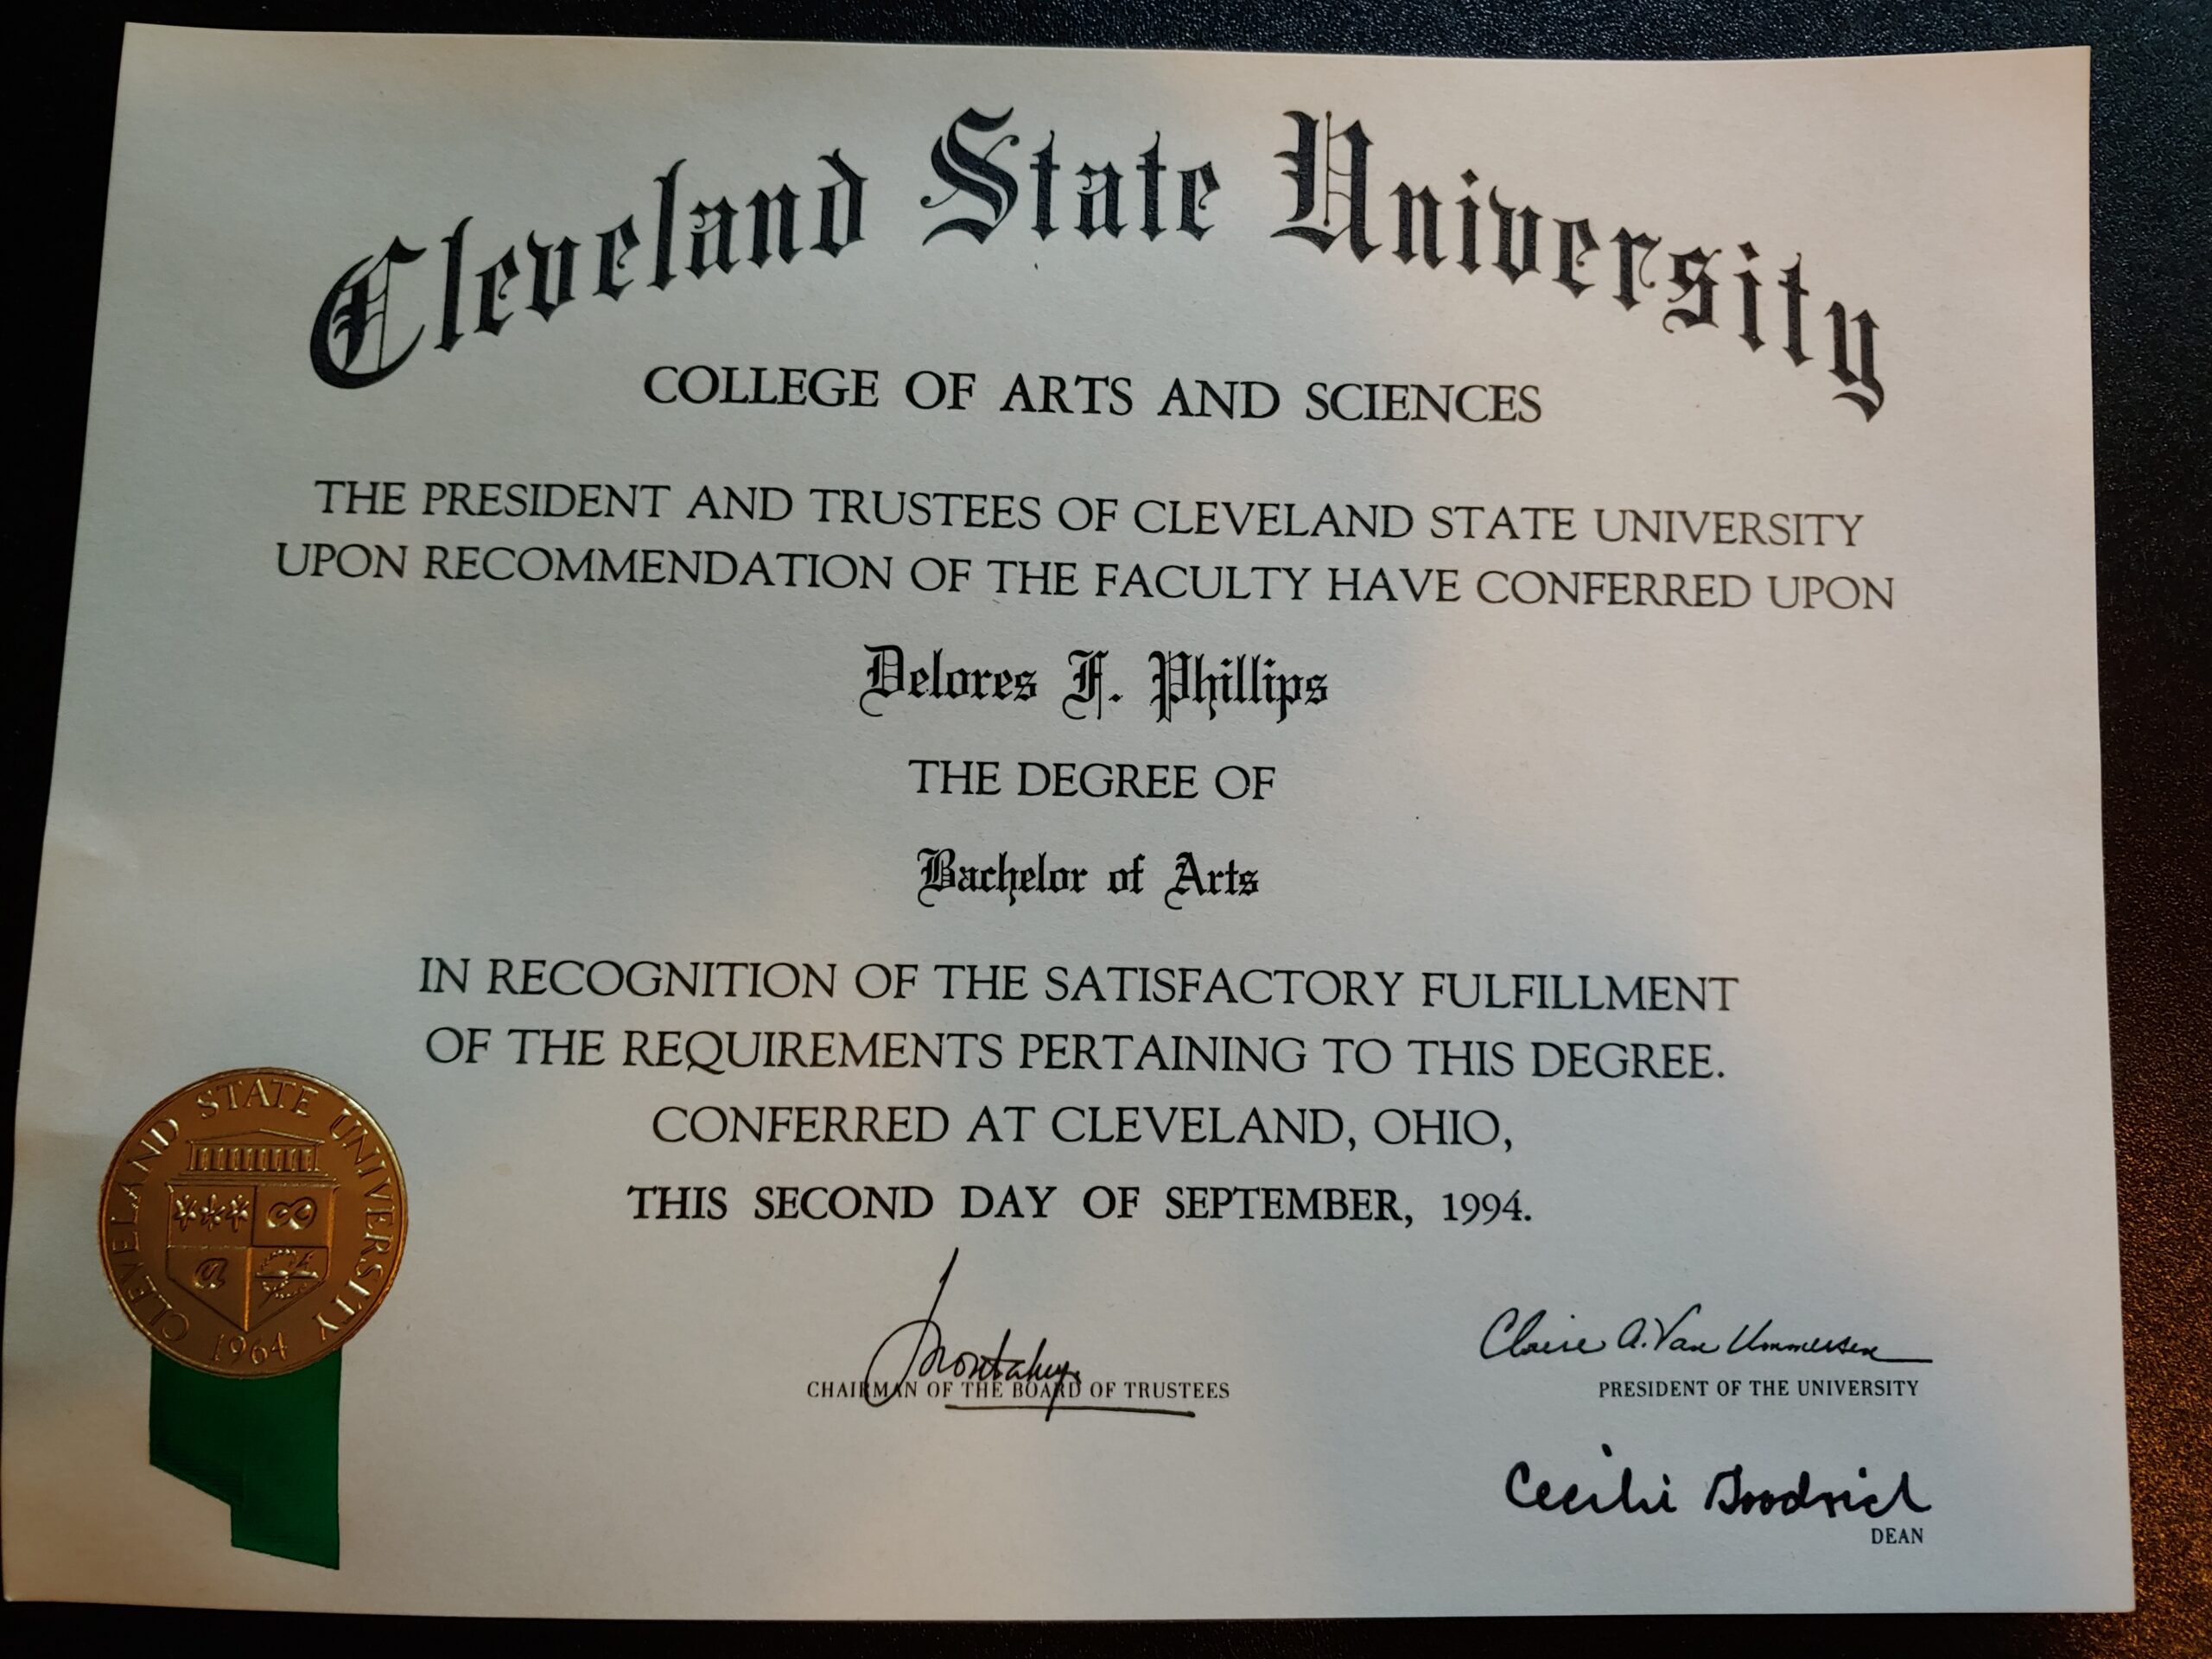 Cleveland State University
COLLEGE OF ARTS AND SCIENCES
THE PRESIDENT AND TRUSTEES OF CLEVELAND STATE UNIVERSITY
UPON RECOMMENDATION OF THE FACULTY HAVE CONFERRED UPON
Delores F. Phillips
THE DEGREE OF
Bachelor of Arts
IN RECOGNITION OF THE SATISFACTORY FULFILLMENT
OF THE REQUIREMENTS PERTAINING TO THIS DEGREE.
CONFERRED AT CLEVELAND, OHIO,
THIS SECOND DAY OF SEPTEMBER, 1994.
CLEVELAND STATE UNIVERSITY
a
1964
CHAIRMAN OF THE BOARD OF TRUSTEES
Claire A. Van Ummersen
PRESIDENT OF THE UNIVERSITY
Goodrich
DEAN